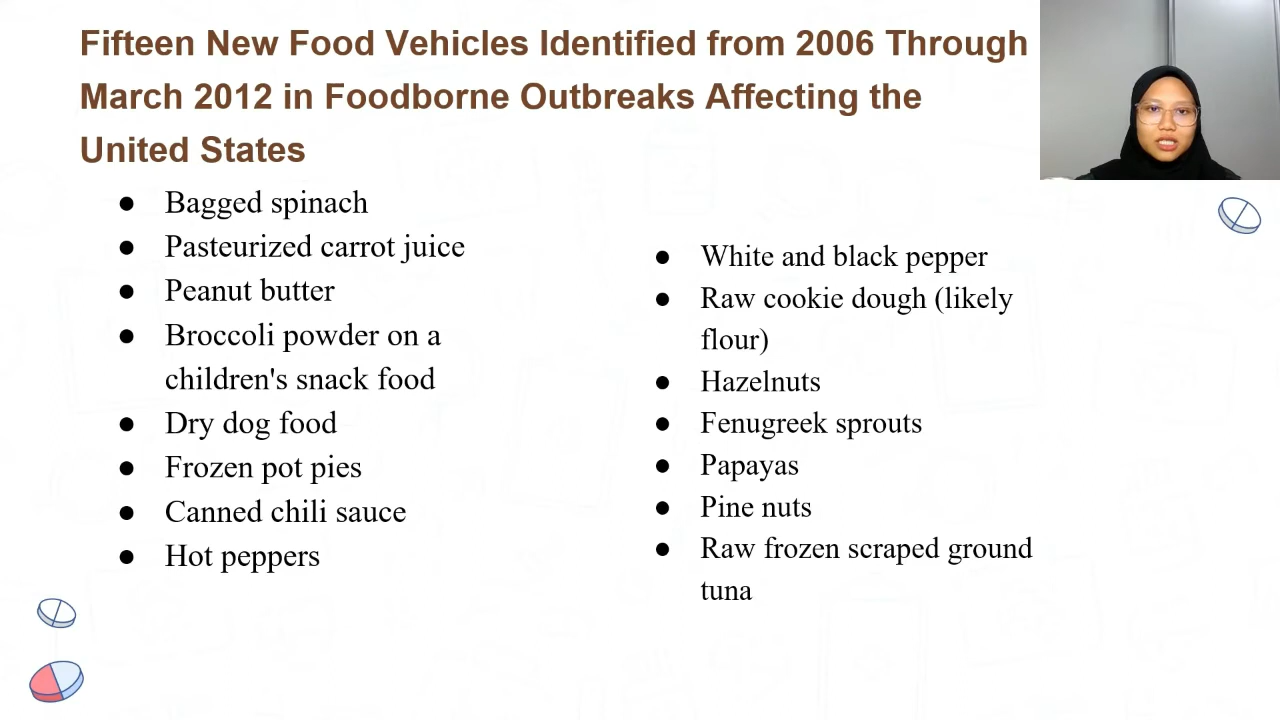 Fifteen New Food Vehicles Identified from 2006 Through
March 2012 in Foodborne Outbreaks Affecting the
United States
● Bagged spinach
● Pasteurized carrot juice
● Peanut butter
● Broccoli powder on a
children's snack food
● Dry dog food
● Frozen pot pies
● Canned chili sauce
● Hot peppers
● White and black pepper
● Raw cookie dough (likely
flour)
● Hazelnuts
● Fenugreek sprouts
● Papayas
● Pine nuts
● Raw frozen scraped ground
tuna